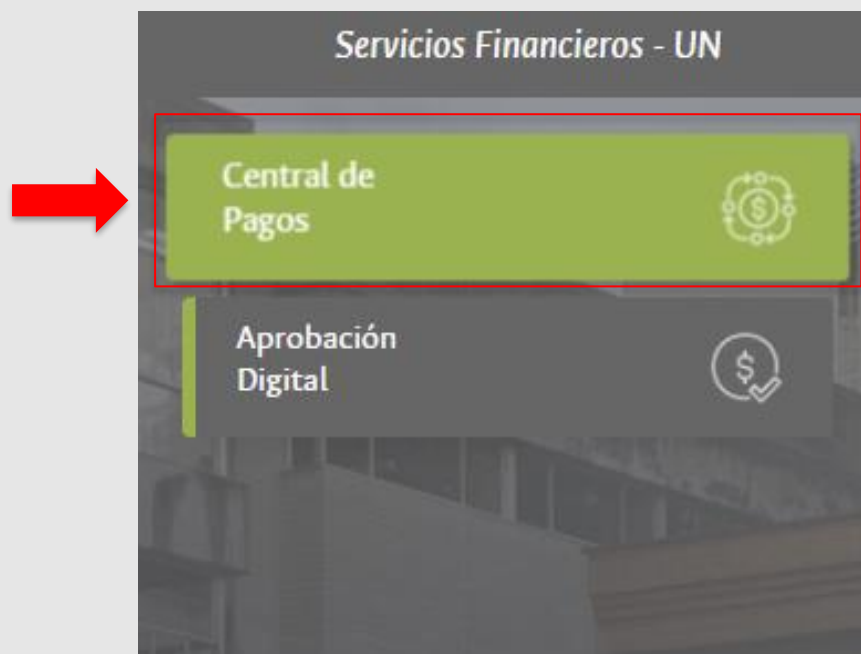 Servicios Financieros - UN
Central de
Pagos
Aprobación
Digital